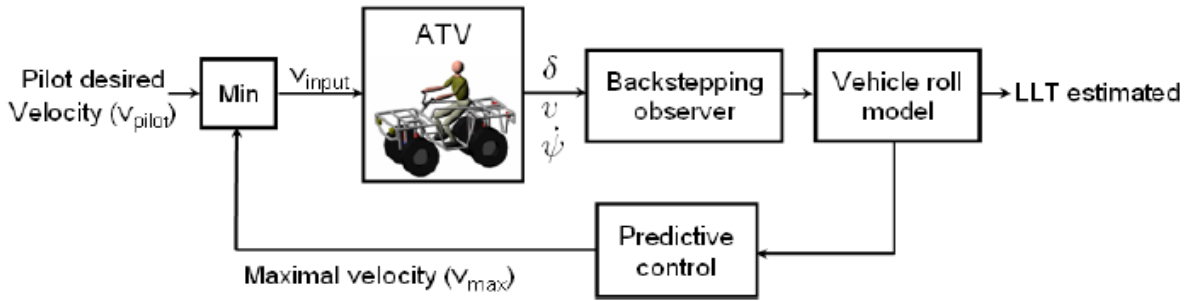 ATV
Pilot desired
Velocity (Vpilot)
Min
Vinput
δ
v
ψ̇
Backstepping
observer
Vehicle roll
model
LLT estimated
Predictive
control
Maximal velocity (Vmax)